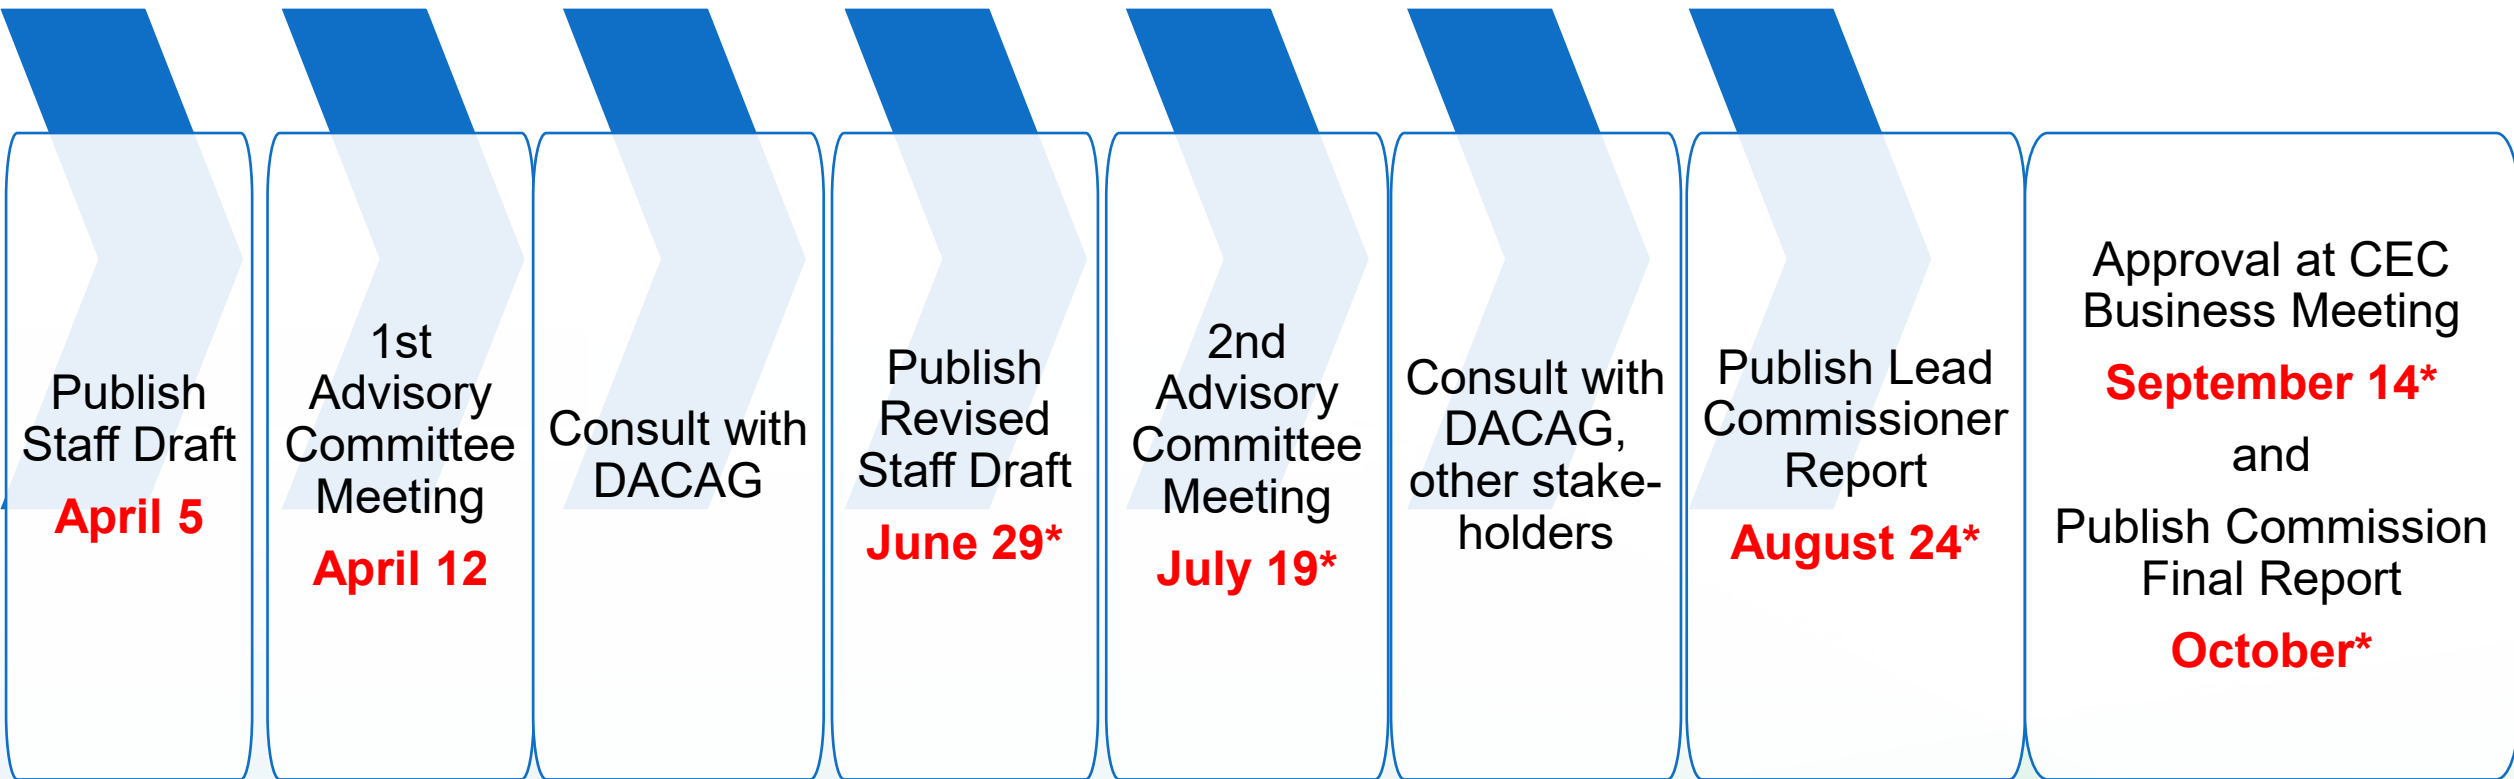 Publish
Staff Draft
April 5
1st
Advisory
Committee
Meeting
April 12
Consult with
DACAG
Publish
Revised
Staff Draft
June 29*
2nd
Advisory
Committee
Meeting
July 19*
Consult with
DACAG,
other stake-
holders
Publish Lead
Commissioner
Report
August 24*
Approval at CEC
Business Meeting
September 14*
and
Publish Commission
Final Report
October*